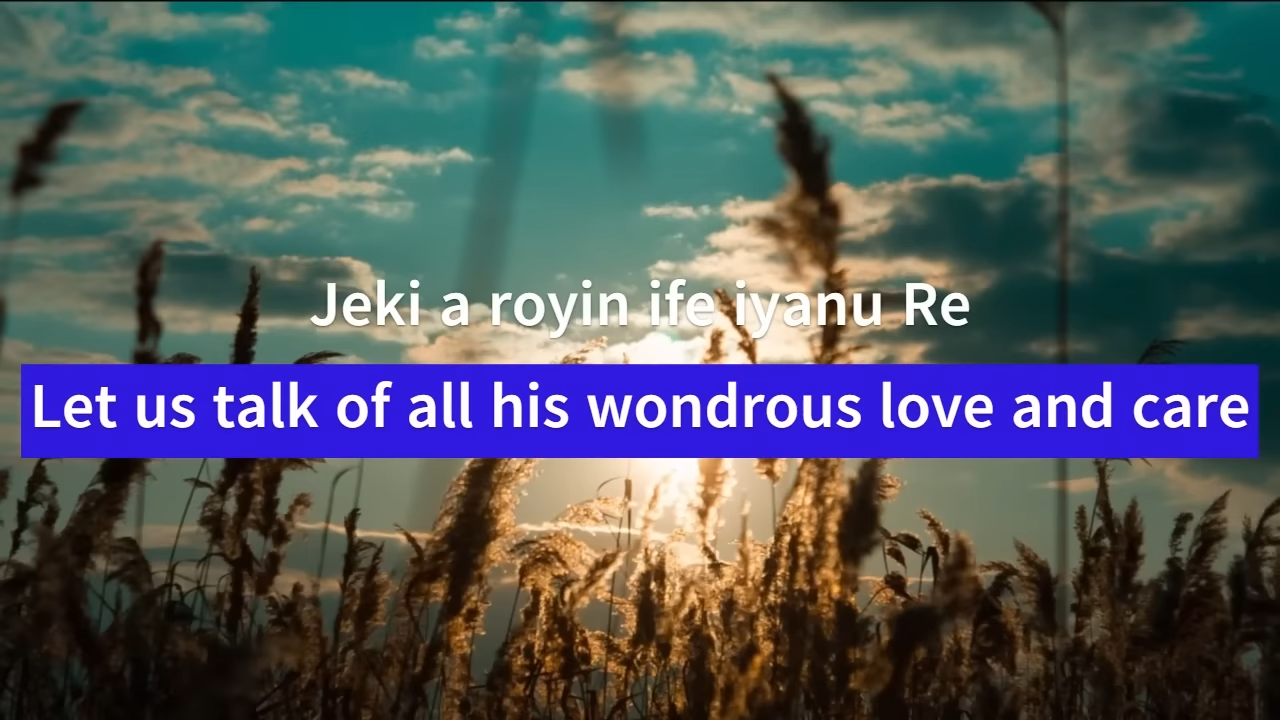 Jeki a royin ife iyanu Re
Let us talk of all his wondrous love and care